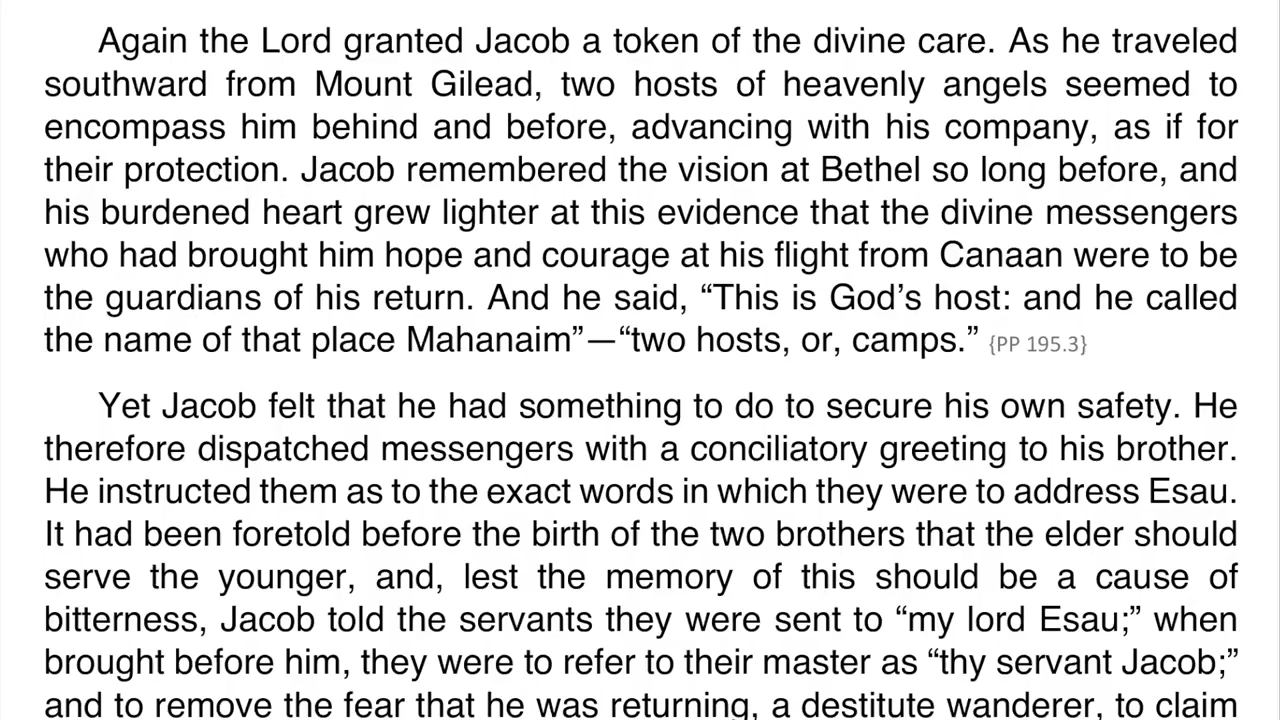 Again the Lord granted Jacob a token of the divine care. As he traveled
southward from Mount Gilead, two hosts of heavenly angels seemed to
encompass him behind and before, advancing with his company, as if for
their protection. Jacob remembered the vision at Bethel so long before, and
his burdened heart grew lighter at this evidence that the divine messengers
who had brought him hope and courage at his flight from Canaan were to be
the guardians of his return. And he said, “This is God’s host: and he called
the name of that place Mahanaim”—“two hosts, or, camps.” {PP 195.3}
Yet Jacob felt that he had something to do to secure his own safety. He
therefore dispatched messengers with a conciliatory greeting to his brother.
He instructed them as to the exact words in which they were to address Esau.
It had been foretold before the birth of the two brothers that the elder should
serve the younger, and, lest the memory of this should be a cause of
bitterness, Jacob told the servants they were sent to “my lord Esau;” when
brought before him, they were to refer to their master as “thy servant Jacob;”
and to remove the fear that he was returning, a destitute wanderer, to claim